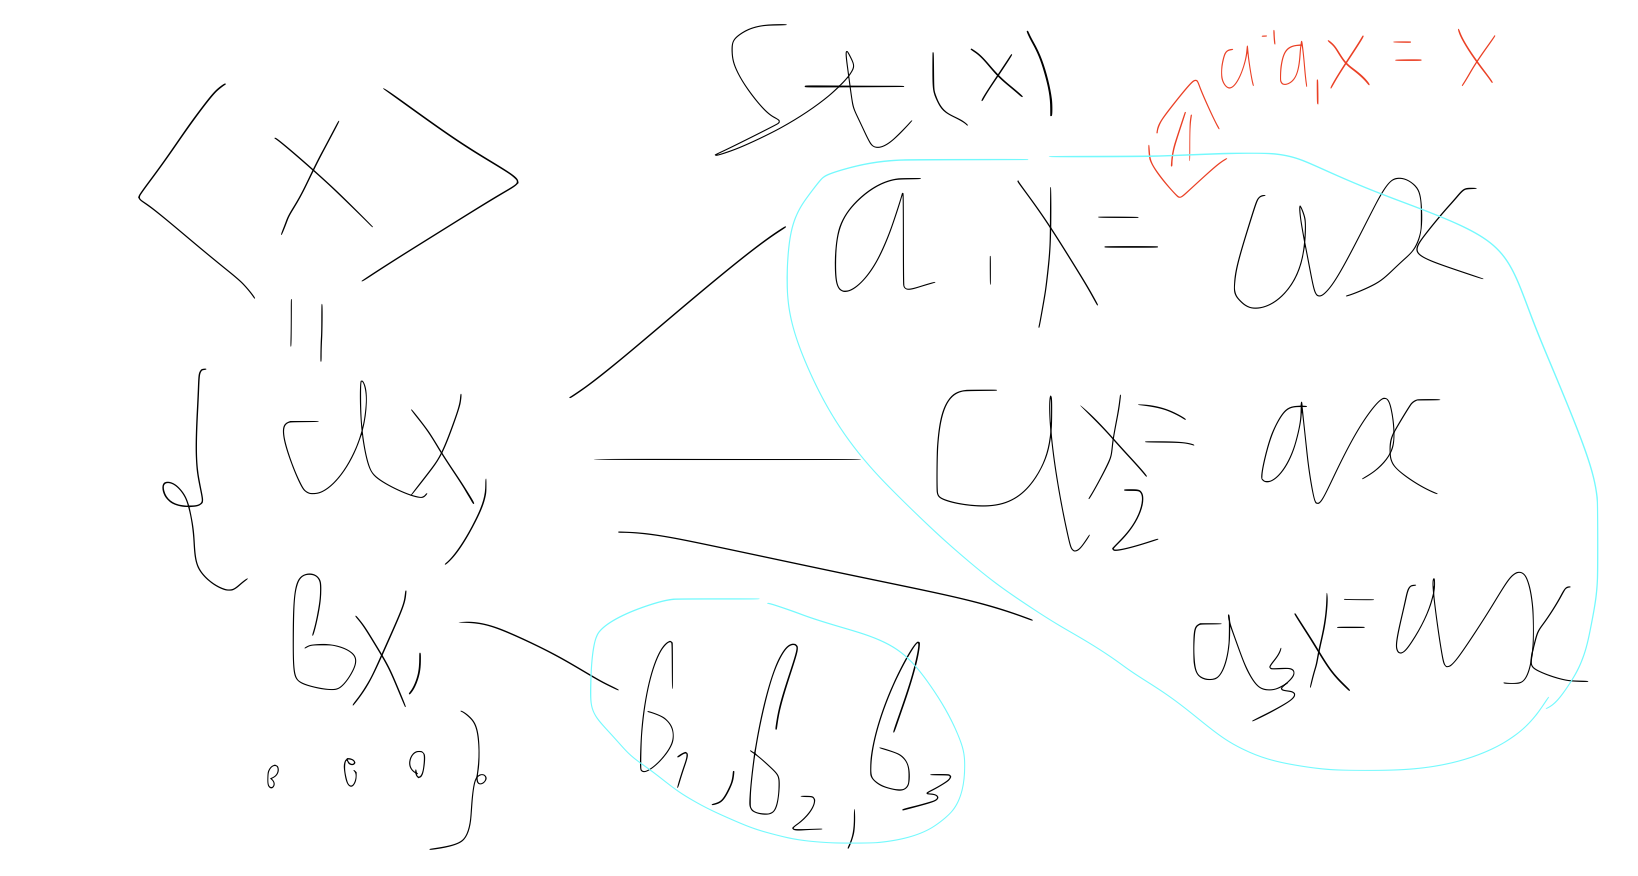 St(x)
a⁻¹a₁x = x
⇕
⟨x⟩
=
{ax,
bx,
...}
a₁x = ax
a₂x = ax
a₃x = ax
b₁, b₂, b₃